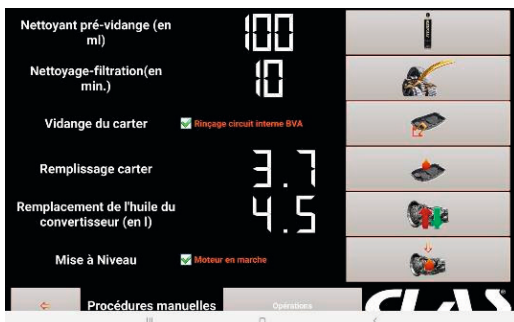 Nettoyant pré-vidange (en
ml)
100
Nettoyage-filtration(en
min.)
10
Vidange du carter
Rinçage circuit interne BVA
Remplissage carter
3.7
Remplacement de l'huile du
convertisseur (en l)
4.5
Mise à Niveau
Moteur en marche
Procédures manuelles
Opérations
CLAS